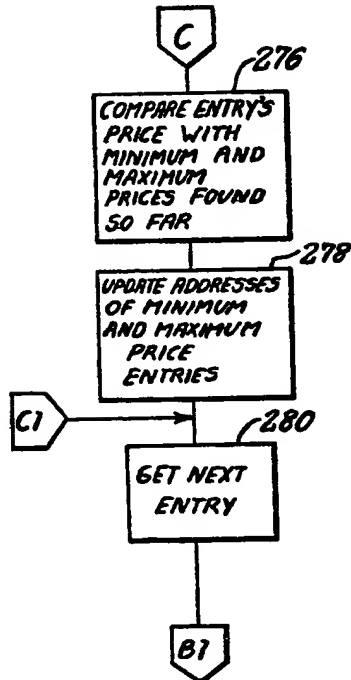 C
276
COMPARE ENTRY'S
PRICE WITH
MINIMUM AND
MAXIMUM
PRICES FOUND
SO FAR
278
UPDATE ADDRESSES
OF MINIMUM
AND MAXIMUM
PRICE
ENTRIES
C1
280
GET NEXT
ENTRY
B1